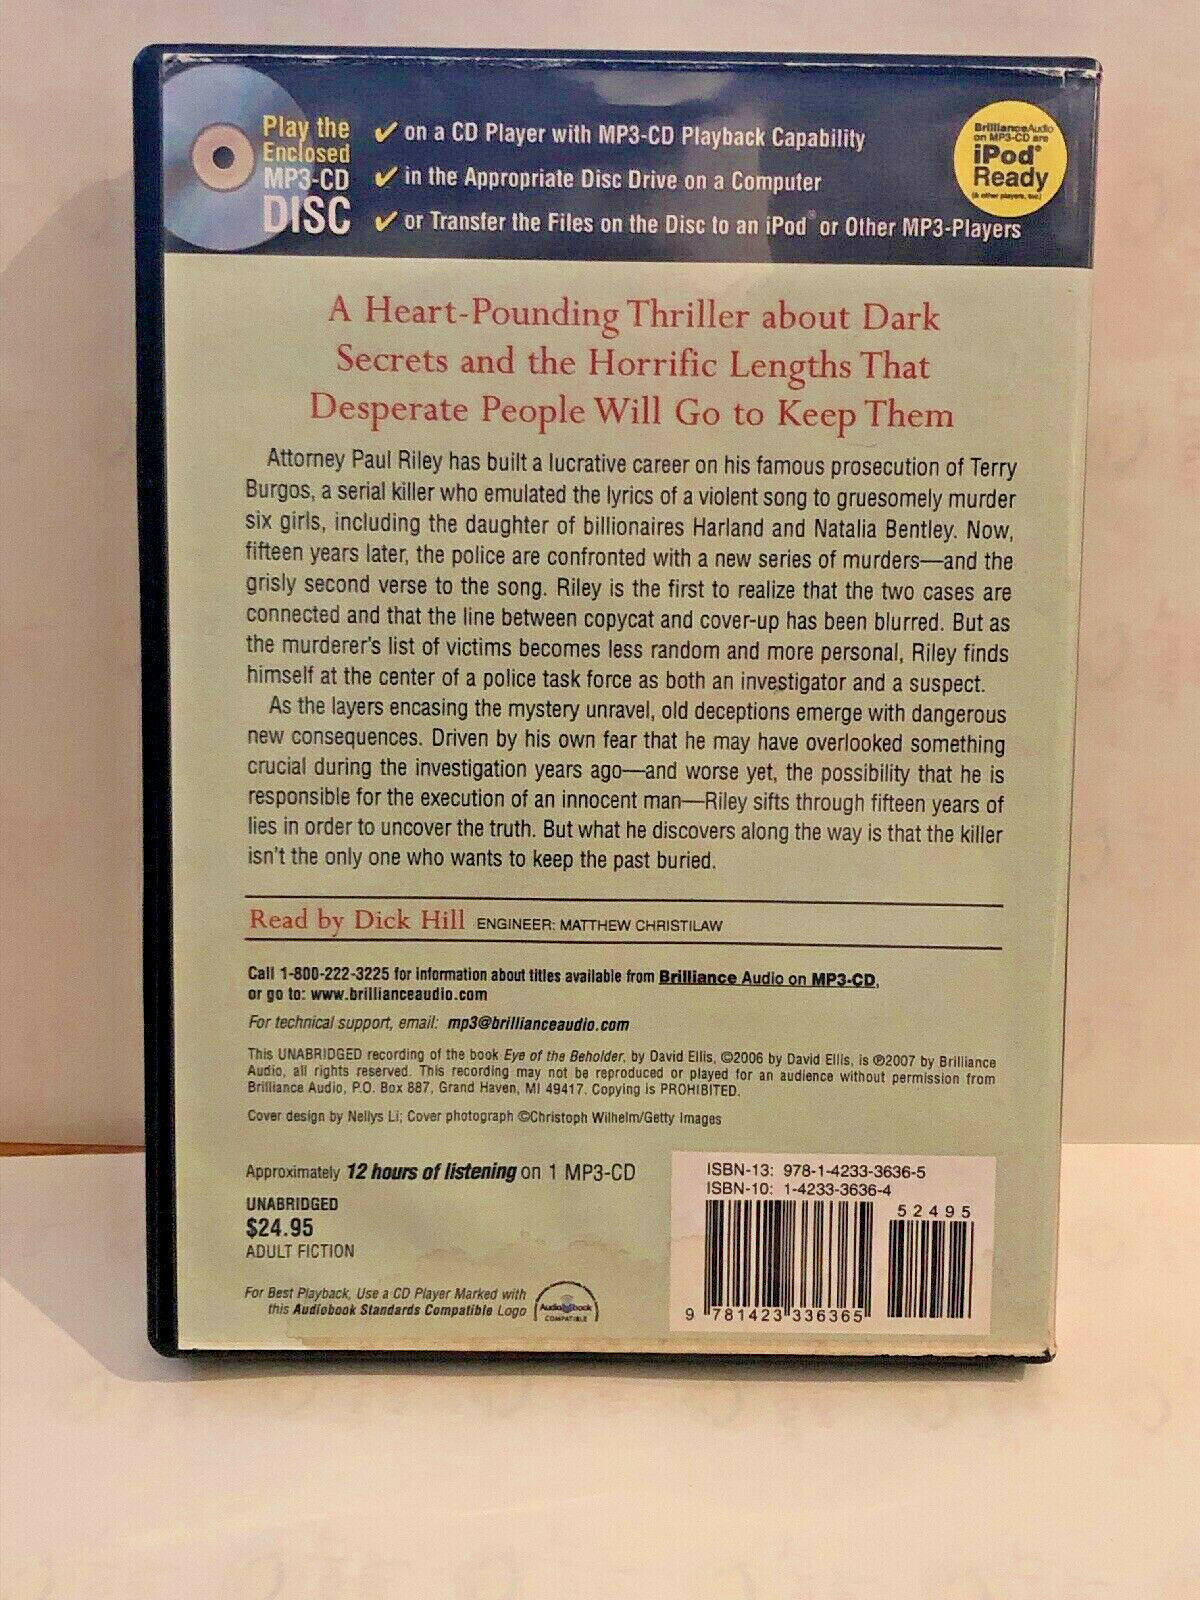 Play the
Enclosed
MP3-CD
DISC
✔ on a CD Player with MP3-CD Playback Capability
✔ in the Appropriate Disc Drive on a Computer
✔ or Transfer the Files on the Disc to an iPod® or Other MP3-Players
BrillianceAudio
on MP3-CD are
iPod®
Ready
(& other players, too)
A Heart-Pounding Thriller about Dark
Secrets and the Horrific Lengths That
Desperate People Will Go to Keep Them
Attorney Paul Riley has built a lucrative career on his famous prosecution of Terry
Burgos, a serial killer who emulated the lyrics of a violent song to gruesomely murder
six girls, including the daughter of billionaires Harland and Natalia Bentley. Now,
fifteen years later, the police are confronted with a new series of murders—and the
grisly second verse to the song. Riley is the first to realize that the two cases are
connected and that the line between copycat and cover-up has been blurred. But as
the murderer's list of victims becomes less random and more personal, Riley finds
himself at the center of a police task force as both an investigator and a suspect.
As the layers encasing the mystery unravel, old deceptions emerge with dangerous
new consequences. Driven by his own fear that he may have overlooked something
crucial during the investigation years ago—and worse yet, the possibility that he is
responsible for the execution of an innocent man—Riley sifts through fifteen years of
lies in order to uncover the truth. But what he discovers along the way is that the killer
isn't the only one who wants to keep the past buried.
Read by Dick Hill ENGINEER: MATTHEW CHRISTILAW
Call 1-800-222-3225 for information about titles available from Brilliance Audio on MP3-CD,
or go to: www.brillianceaudio.com
For technical support, email: mp3@brillianceaudio.com
This UNABRIDGED recording of the book Eye of the Beholder, by David Ellis, ©2006 by David Ellis, is ℗2007 by Brilliance
Audio, all rights reserved. This recording may not be reproduced or played for an audience without permission from
Brilliance Audio, P.O. Box 887, Grand Haven, MI 49417. Copying is PROHIBITED.
Cover design by Nellys Li; Cover photograph ©Christoph Wilhelm/Getty Images
Approximately 12 hours of listening on 1 MP3-CD
UNABRIDGED
$24.95
ADULT FICTION
For Best Playback, Use a CD Player Marked with
this Audiobook Standards Compatible Logo
Audiobook
COMPATIBLE
ISBN-13: 978-1-4233-3636-5
ISBN-10: 1-4233-3636-4
52495
9 781423 336365